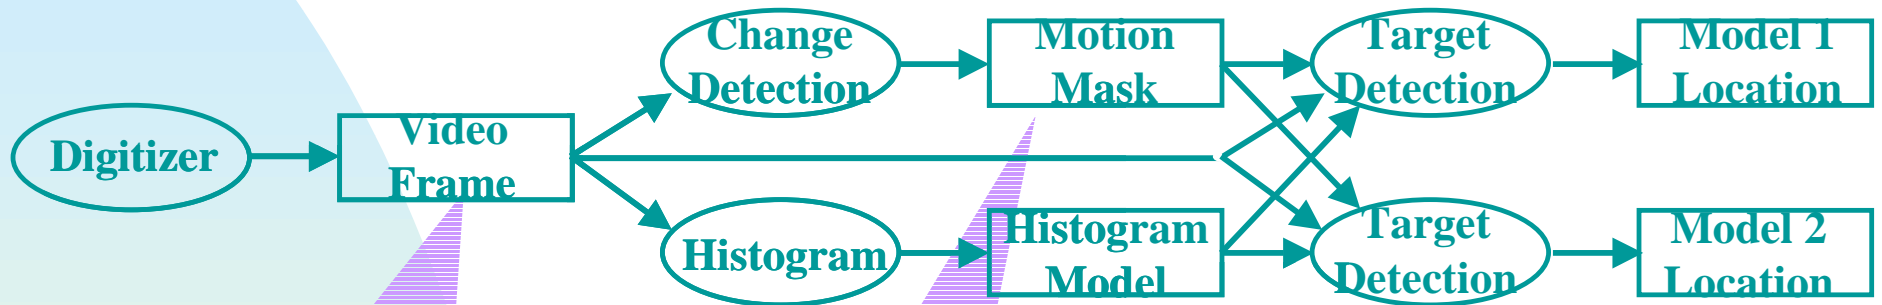 Digitizer
Video
Frame
Change
Detection
Histogram
Motion
Mask
Histogram
Model
Target
Detection
Target
Detection
Model 1
Location
Model 2
Location